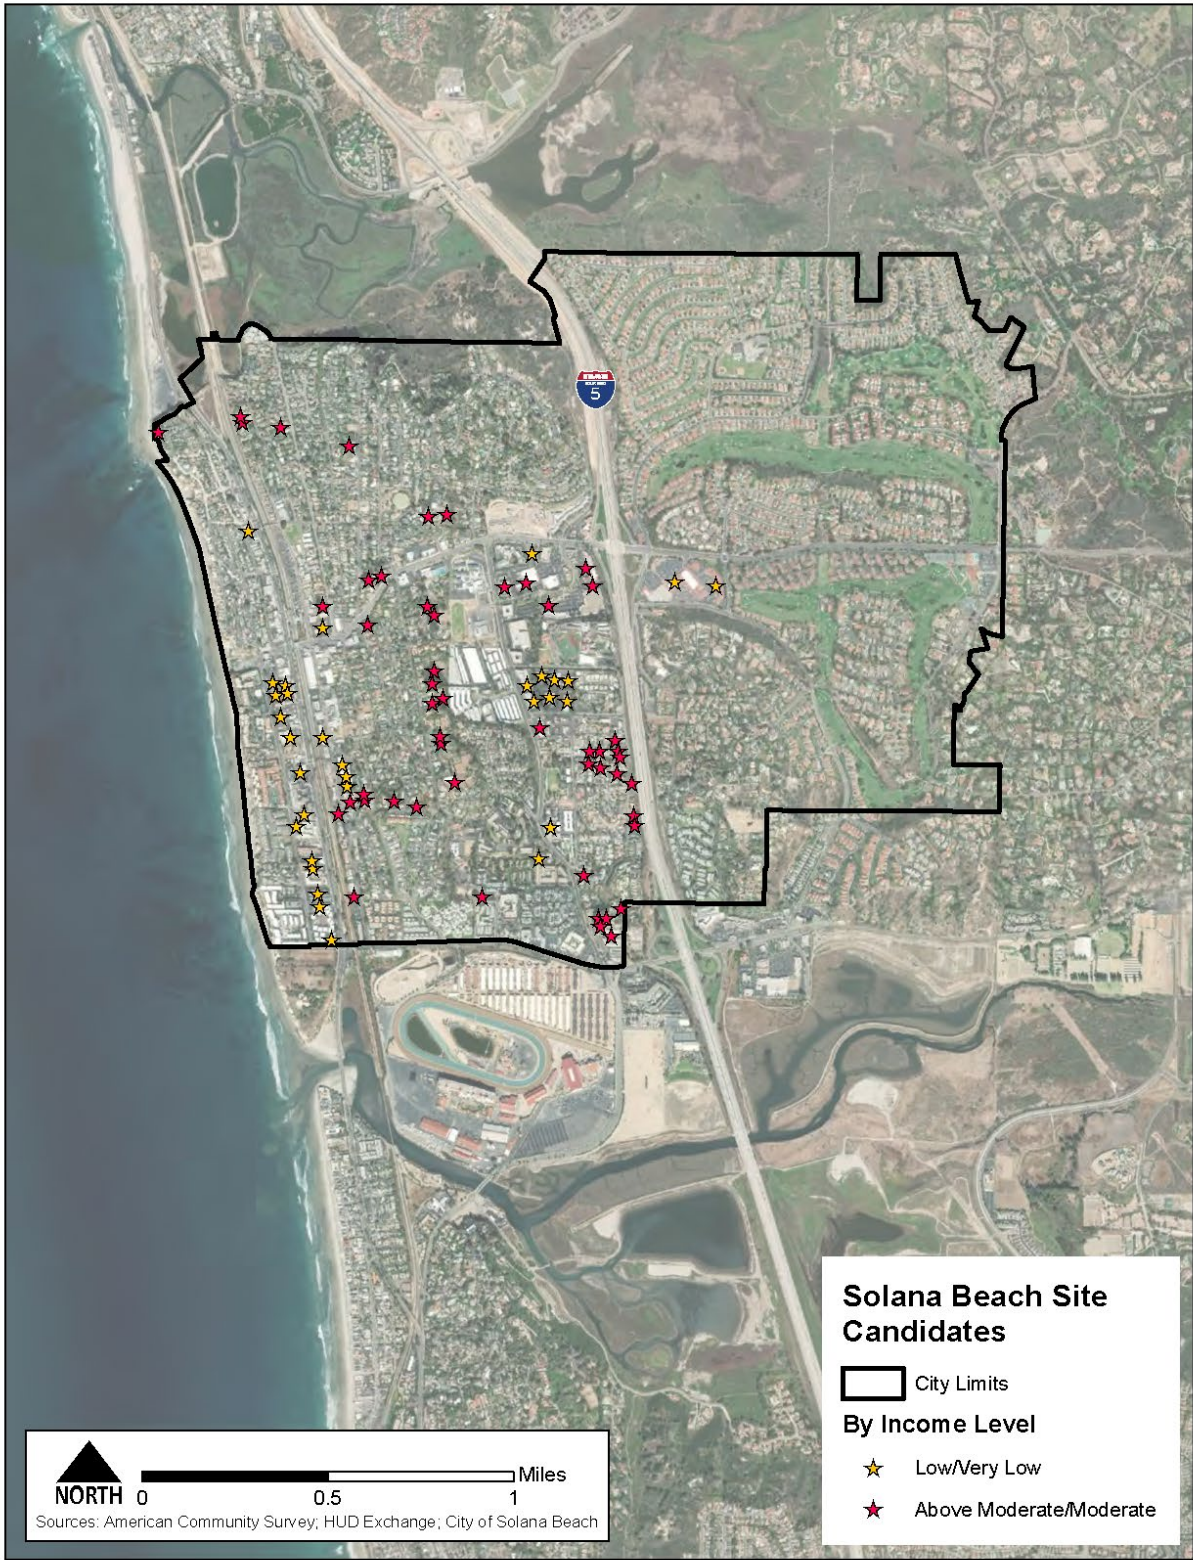 5
Solana Beach Site
Candidates
City Limits
By Income Level
Low/Very Low
Above Moderate/Moderate
Miles
NORTH 0 0.5 1
Sources: American Community Survey; HUD Exchange; City of Solana Beach